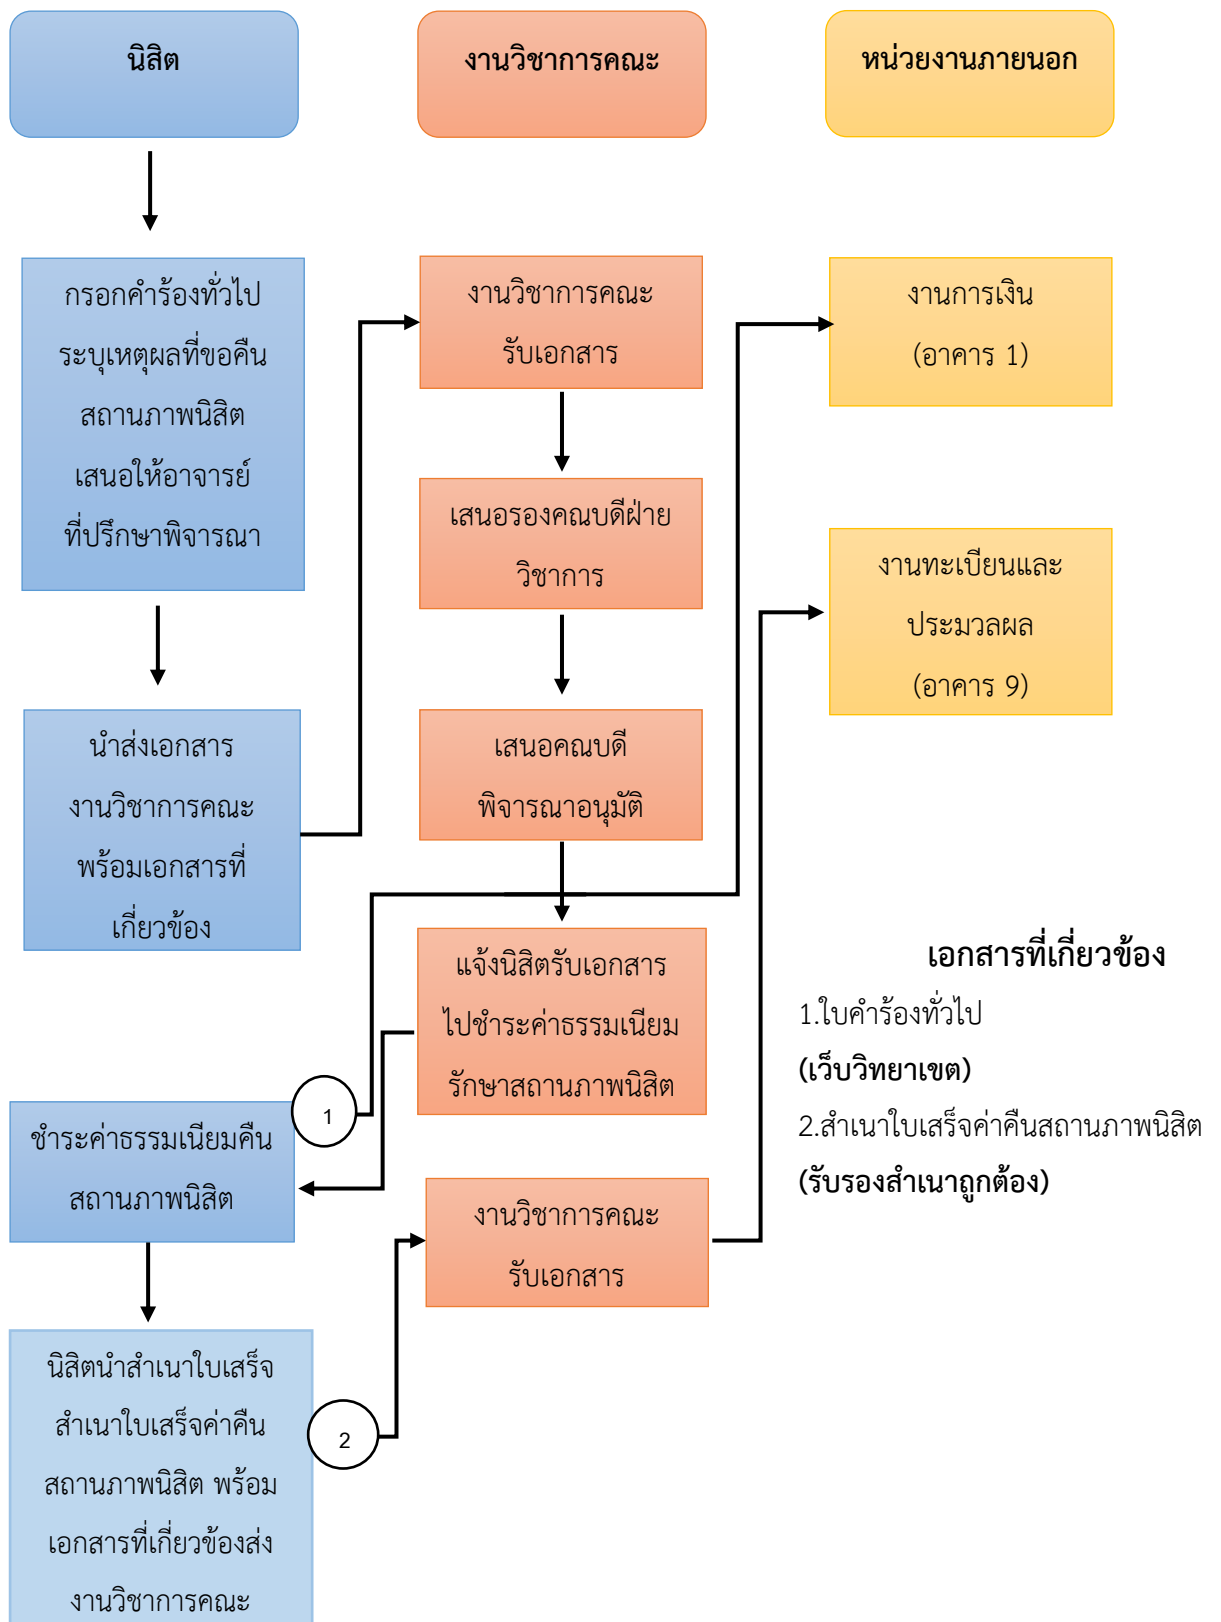 นิสิต
งานวิชาการคณะ
หน่วยงานภายนอก
กรอกคำร้องทั่วไป
ระบุเหตุผลที่ขอคืน
สถานภาพนิสิต
เสนอให้อาจารย์
ที่ปรึกษาพิจารณา
นำส่งเอกสาร
งานวิชาการคณะ
พร้อมเอกสารที่
เกี่ยวข้อง
งานวิชาการคณะ
รับเอกสาร
เสนอรองคณบดีฝ่าย
วิชาการ
เสนอคณบดี
พิจารณาอนุมัติ
แจ้งนิสิตรับเอกสาร
ไปชำระค่าธรรมเนียม
รักษาสถานภาพนิสิต
1
ชำระค่าธรรมเนียมคืน
สถานภาพนิสิต
งานการเงิน
(อาคาร 1)
นิสิตนำสำเนาใบเสร็จ
สำเนาใบเสร็จค่าคืน
สถานภาพนิสิต พร้อม
เอกสารที่เกี่ยวข้องส่ง
งานวิชาการคณะ
2
งานวิชาการคณะ
รับเอกสาร
งานทะเบียนและ
ประมวลผล
(อาคาร 9)
เอกสารที่เกี่ยวข้อง
1.ใบคำร้องทั่วไป
(เว็บวิทยาเขต)
2.สำเนาใบเสร็จค่าคืนสถานภาพนิสิต
(รับรองสำเนาถูกต้อง)